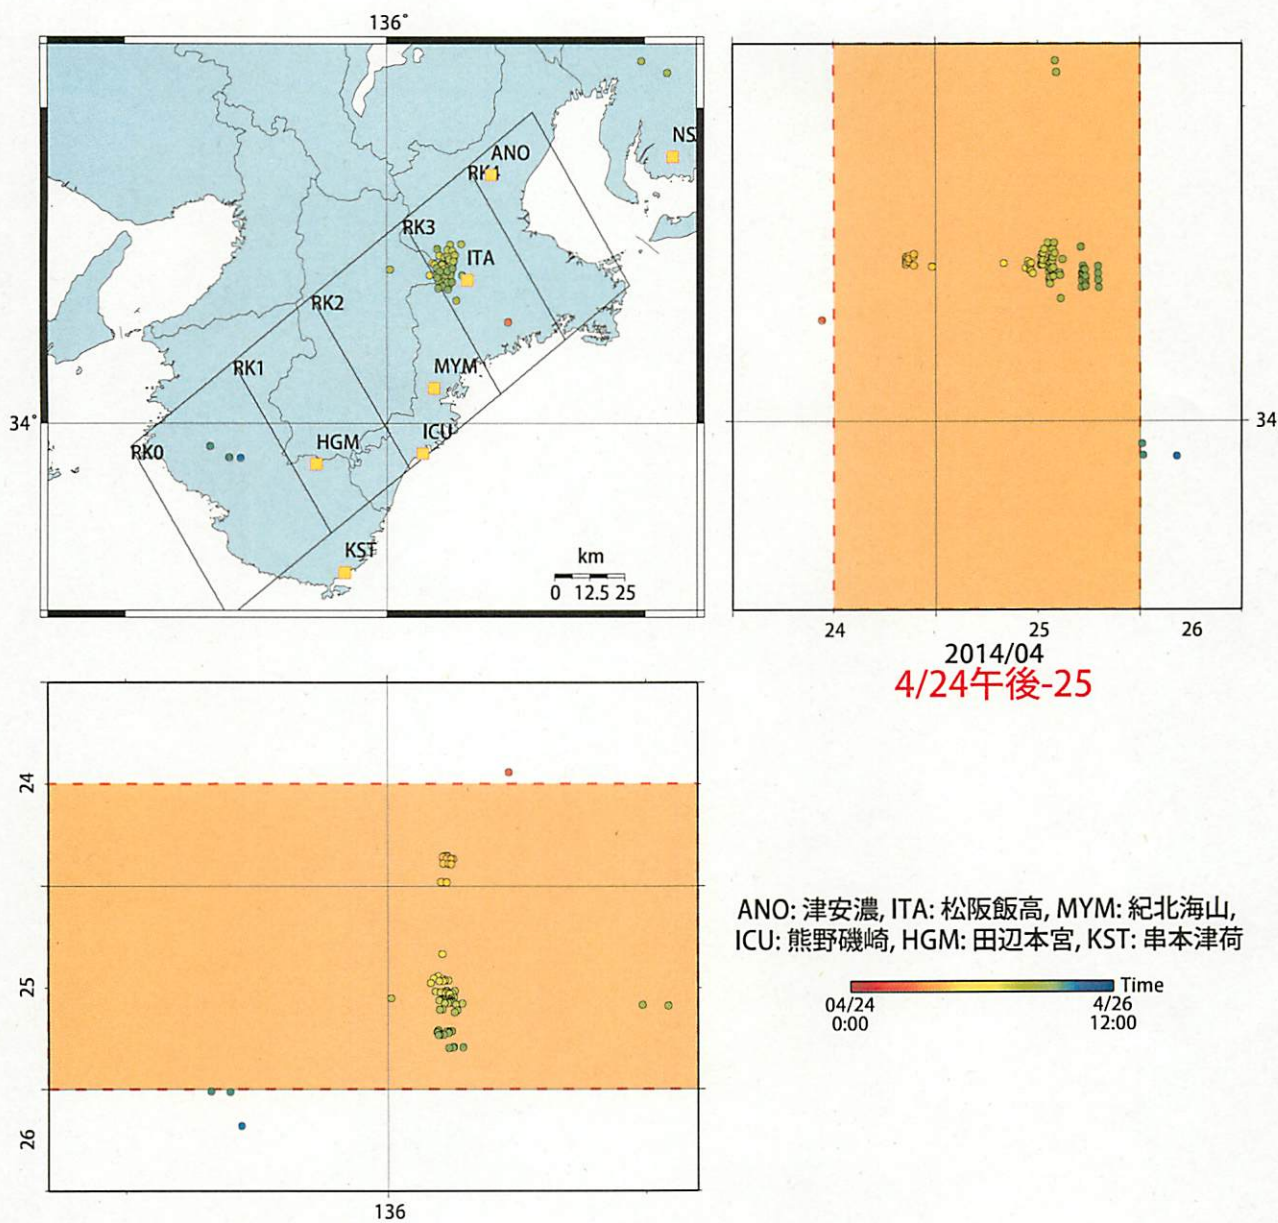 136°
NS
ANO
RK4
RK3
ITA
RK2
MYM
RK1
34°
34
ICU
HGM
RK0
KST
km
0 12.5 25
24 25 26
2014/04
4/24午後-25
24
25
26
136
ANO: 津安濃, ITA: 松阪飯高, MYM: 紀北海山,
ICU: 熊野磯崎, HGM: 田辺本宮, KST: 串本津荷
Time
04/24 4/26
0:00 12:00